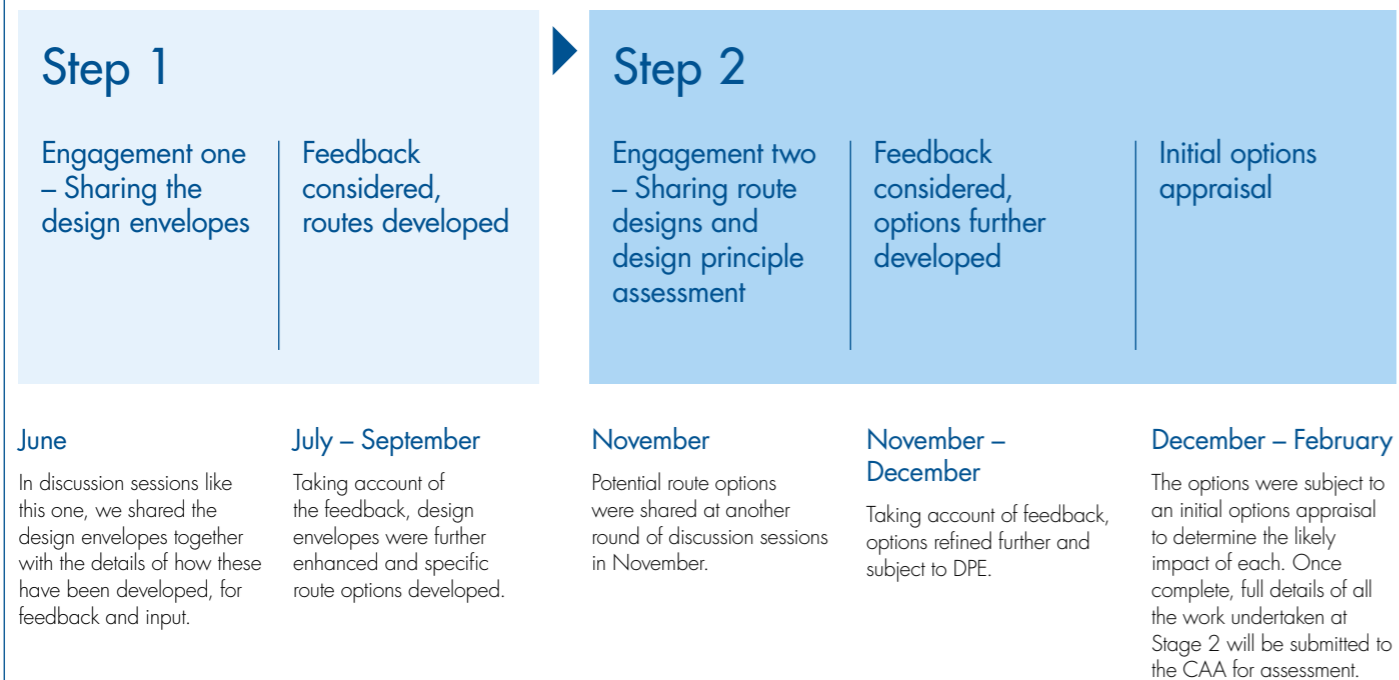 Step 1
Engagement one
– Sharing the
design envelopes
Feedback
considered,
routes developed
Step 2
Engagement two
– Sharing route
designs and
design principle
assessment
Feedback
considered,
options further
developed
Initial options
appraisal
June
In discussion sessions like
this one, we shared the
design envelopes together
with the details of how these
have been developed, for
feedback and input.
July – September
Taking account of
the feedback, design
envelopes were further
enhanced and specific
route options developed.
November
Potential route options
were shared at another
round of discussion sessions
in November.
November –
December
Taking account of feedback,
options refined further and
subject to DPE.
December – February
The options were subject to
an initial options appraisal
to determine the likely
impact of each. Once
complete, full details of all
the work undertaken at
Stage 2 will be submitted to
the CAA for assessment.